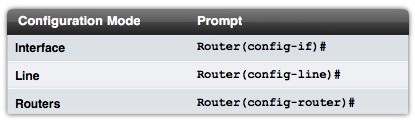 Configuration Mode Prompt
Interface Router(config-if)#
Line Router(config-line)#
Routers Router(config-router)#